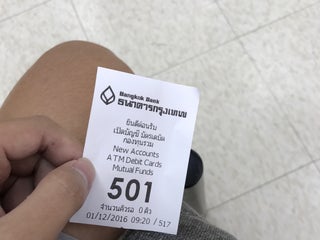 Bangkok Bank
ธนาคารกรุงเทพ
ยินดีต้อนรับ
เปิดบัญชี บัตรเดบิต
กองทุนรวม
New Accounts
ATM Debit Cards
Mutual Funds
501
จำนวนคิวรอ 0 คิว
01/12/2016 09:20 / 517